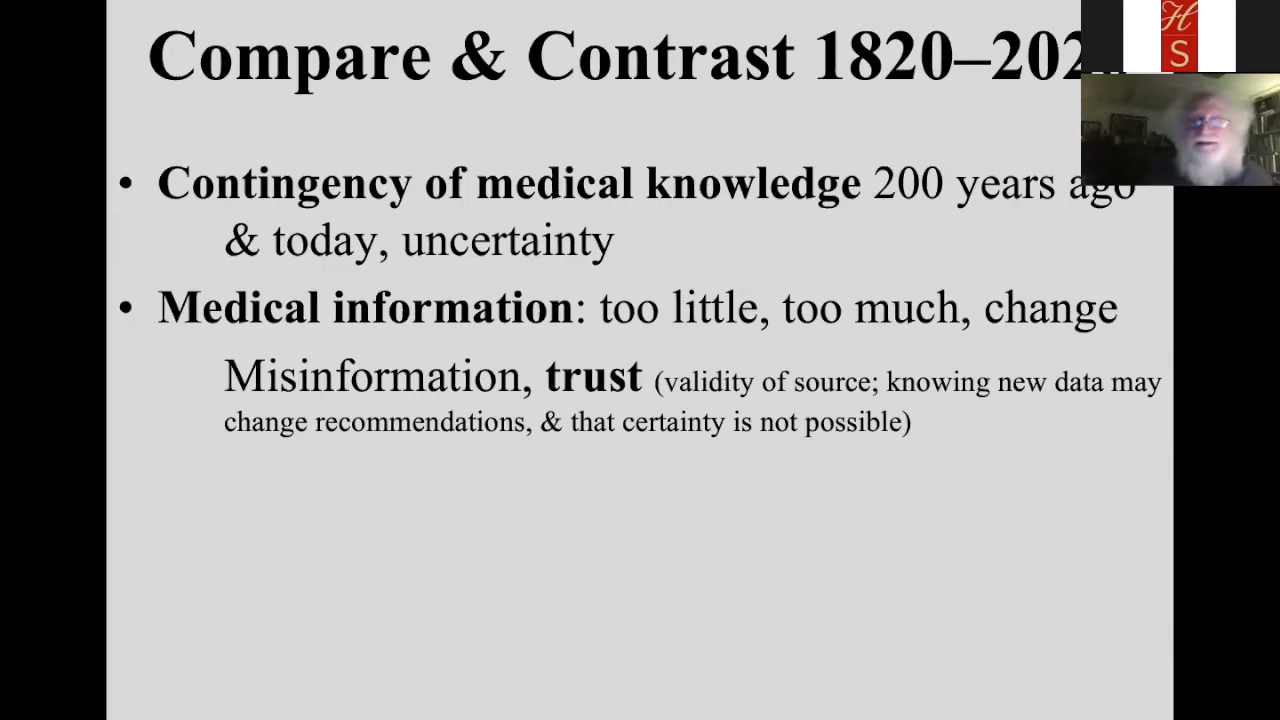 Compare & Contrast 1820–202
H
S
• Contingency of medical knowledge 200 years ago
& today, uncertainty
• Medical information: too little, too much, change
Misinformation, trust (validity of source; knowing new data may
change recommendations, & that certainty is not possible)